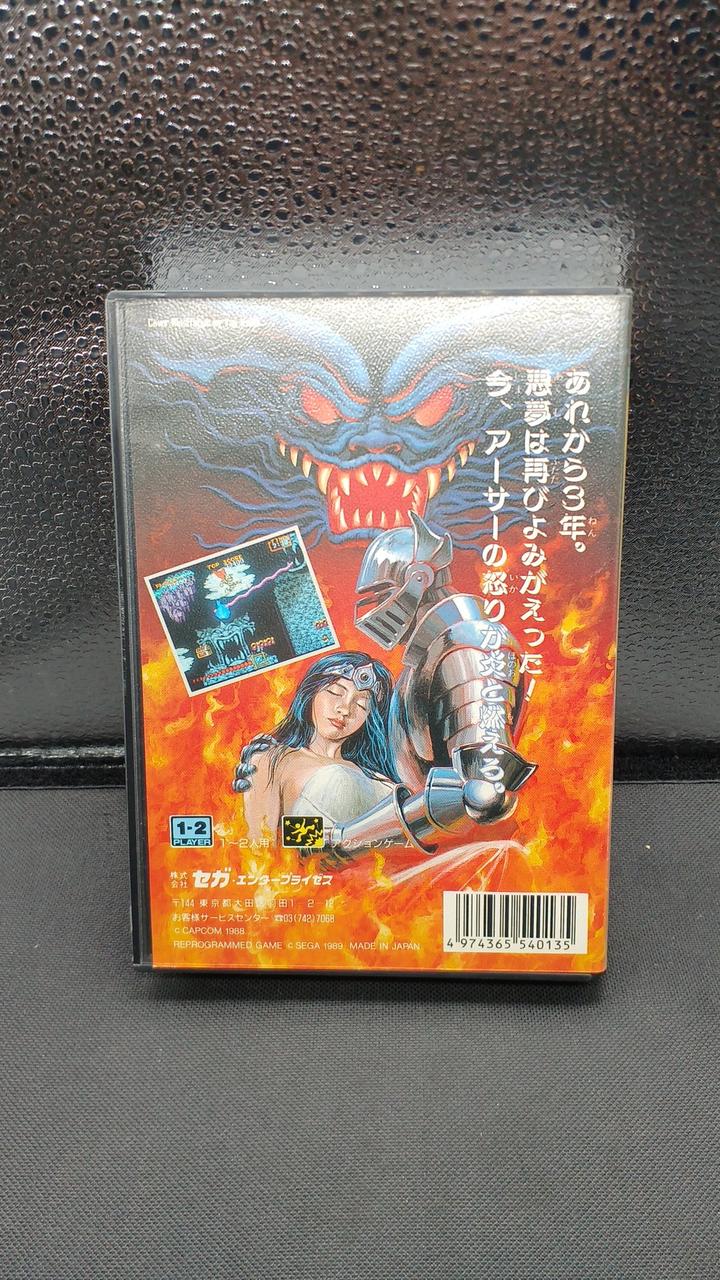 あれから3年。
悪夢は再びよみがえった！
今、アーサーの怒りが炎と燃える。
TOP SCORE
1-2
PLAYER
1〜2人用
アクションゲーム
株式会社 セガ・エンタープライゼス
〒144 東京都大田区羽田1-2-12
お客様サービスセンター ☎03(742)7068
© CAPCOM 1988
REPROGRAMMED GAME © SEGA 1989 MADE IN JAPAN
4 974365 540135